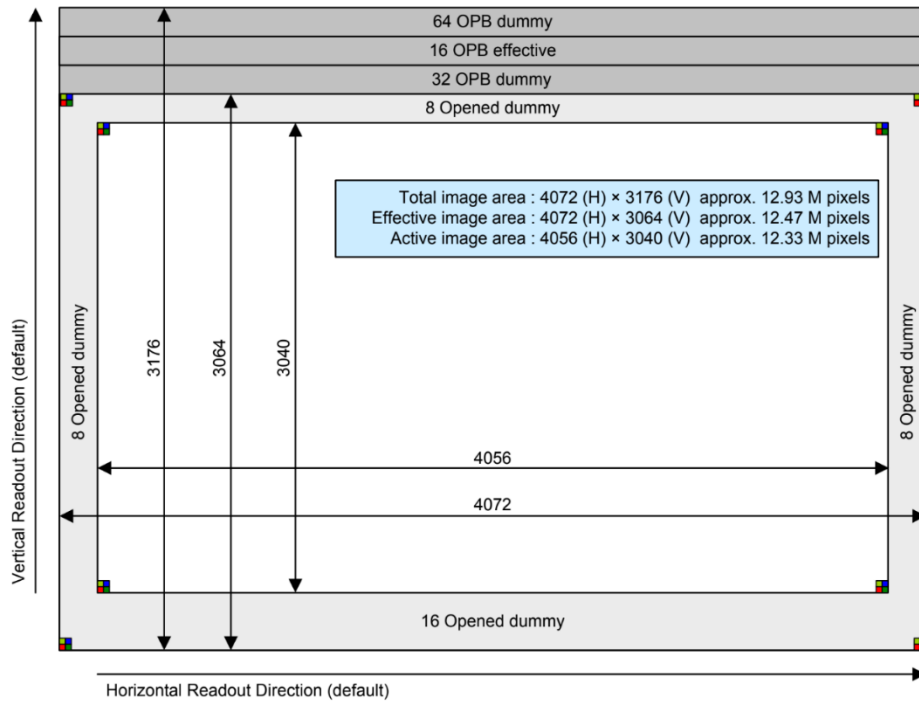 64 OPB dummy
16 OPB effective
32 OPB dummy
8 Opened dummy
Total image area : 4072 (H) × 3176 (V) approx. 12.93 M pixels
Effective image area : 4072 (H) × 3064 (V) approx. 12.47 M pixels
Active image area : 4056 (H) × 3040 (V) approx. 12.33 M pixels
Vertical Readout Direction (default)
8 Opened dummy
3176
3064
3040
8 Opened dummy
4056
4072
16 Opened dummy
Horizontal Readout Direction (default)